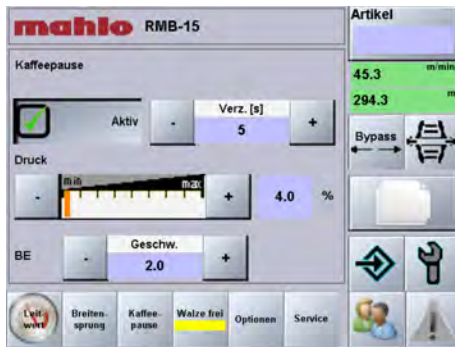 mahlo RMB-15
Artikel
Kaffeepause
45.3 m/min
294.3 m
Aktiv
-
Verz. [s]
5
+
Bypass
Druck
min
max
-
+
4.0 %
BE
-
Geschw.
2.0
+
Leit-
wert
Breiten-
sprung
Kaffee-
pause
Walze frei
Optionen
Service